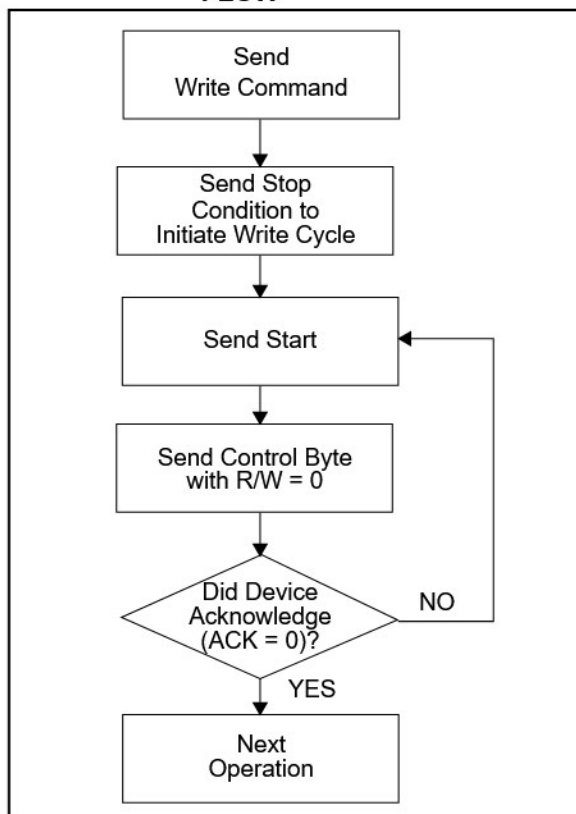 Send
Write Command
Send Stop
Condition to
Initiate Write Cycle
Send Start
Send Control Byte
with R/W = 0
Did Device
Acknowledge
(ACK = 0)?
NO
YES
Next
Operation